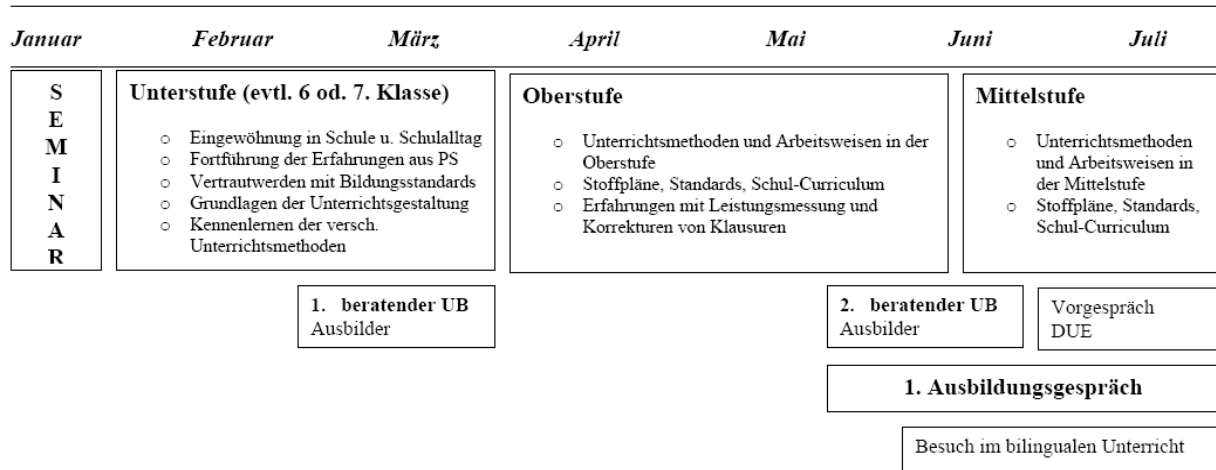 Januar Februar März April Mai Juni Juli
S
E
M
I
N
A
R
Unterstufe (evtl. 6 od. 7. Klasse)
o Eingewöhnung in Schule u. Schulalltag
o Fortführung der Erfahrungen aus PS
o Vertrautwerden mit Bildungsstandards
o Grundlagen der Unterrichtsgestaltung
o Kennenlernen der versch.
Unterrichtsmethoden
Oberstufe
o Unterrichtsmethoden und Arbeitsweisen in der
Oberstufe
o Stoffpläne, Standards, Schul-Curriculum
o Erfahrungen mit Leistungsmessung und
Korrekturen von Klausuren
Mittelstufe
o Unterrichtsmethoden
und Arbeitsweisen in
der Mittelstufe
o Stoffpläne, Standards,
Schul-Curriculum
1. beratender UB
Ausbilder
2. beratender UB
Ausbilder
Vorgespräch
DUE
1. Ausbildungsgespräch
Besuch im bilingualen Unterricht